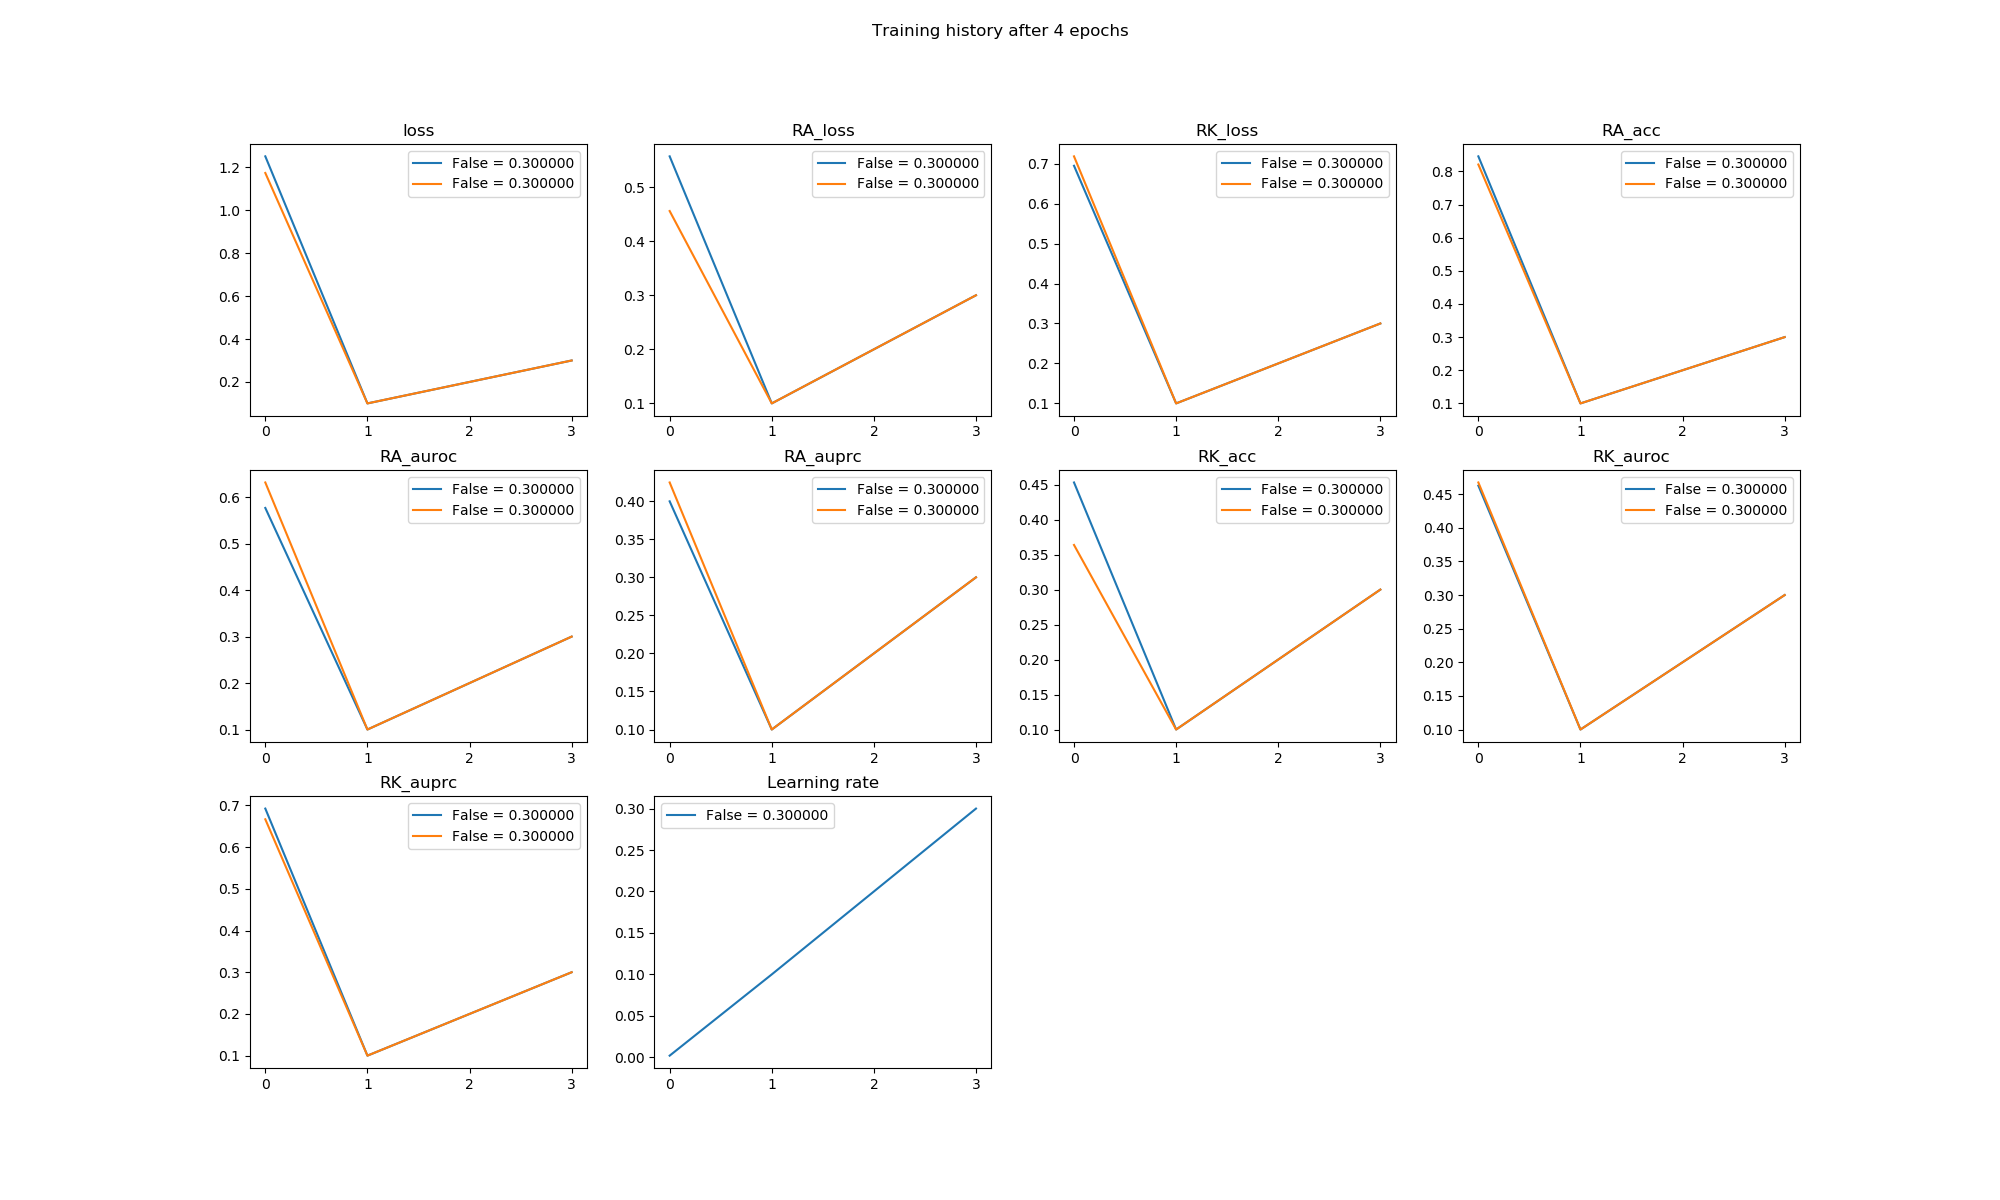 Training history after 4 epochs
loss
1.2
1.0
0.8
0.6
0.4
0.2
0 1 2 3
False = 0.300000
False = 0.300000
RA_loss
0.5
0.4
0.3
0.2
0.1
0 1 2 3
False = 0.300000
False = 0.300000
RK_loss
0.7
0.6
0.5
0.4
0.3
0.2
0.1
0 1 2 3
False = 0.300000
False = 0.300000
RA_acc
0.8
0.7
0.6
0.5
0.4
0.3
0.2
0.1
0 1 2 3
False = 0.300000
False = 0.300000
RA_auroc
0.6
0.5
0.4
0.3
0.2
0.1
0 1 2 3
False = 0.300000
False = 0.300000
RA_auprc
0.40
0.35
0.30
0.25
0.20
0.15
0.10
0 1 2 3
False = 0.300000
False = 0.300000
RK_acc
0.45
0.40
0.35
0.30
0.25
0.20
0.15
0.10
0 1 2 3
False = 0.300000
False = 0.300000
RK_auroc
0.45
0.40
0.35
0.30
0.25
0.20
0.15
0.10
0 1 2 3
False = 0.300000
False = 0.300000
RK_auprc
0.7
0.6
0.5
0.4
0.3
0.2
0.1
0 1 2 3
False = 0.300000
False = 0.300000
Learning rate
0.30
0.25
0.20
0.15
0.10
0.05
0.00
0 1 2 3
False = 0.300000